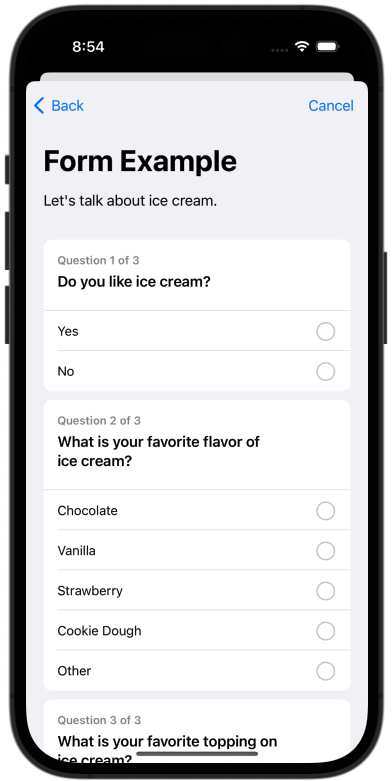 8:54
Back
Cancel
Form Example
Let's talk about ice cream.
Question 1 of 3
Do you like ice cream?
Yes
No
Question 2 of 3
What is your favorite flavor of
ice cream?
Chocolate
Vanilla
Strawberry
Cookie Dough
Other
Question 3 of 3
What is your favorite topping on
ice cream?